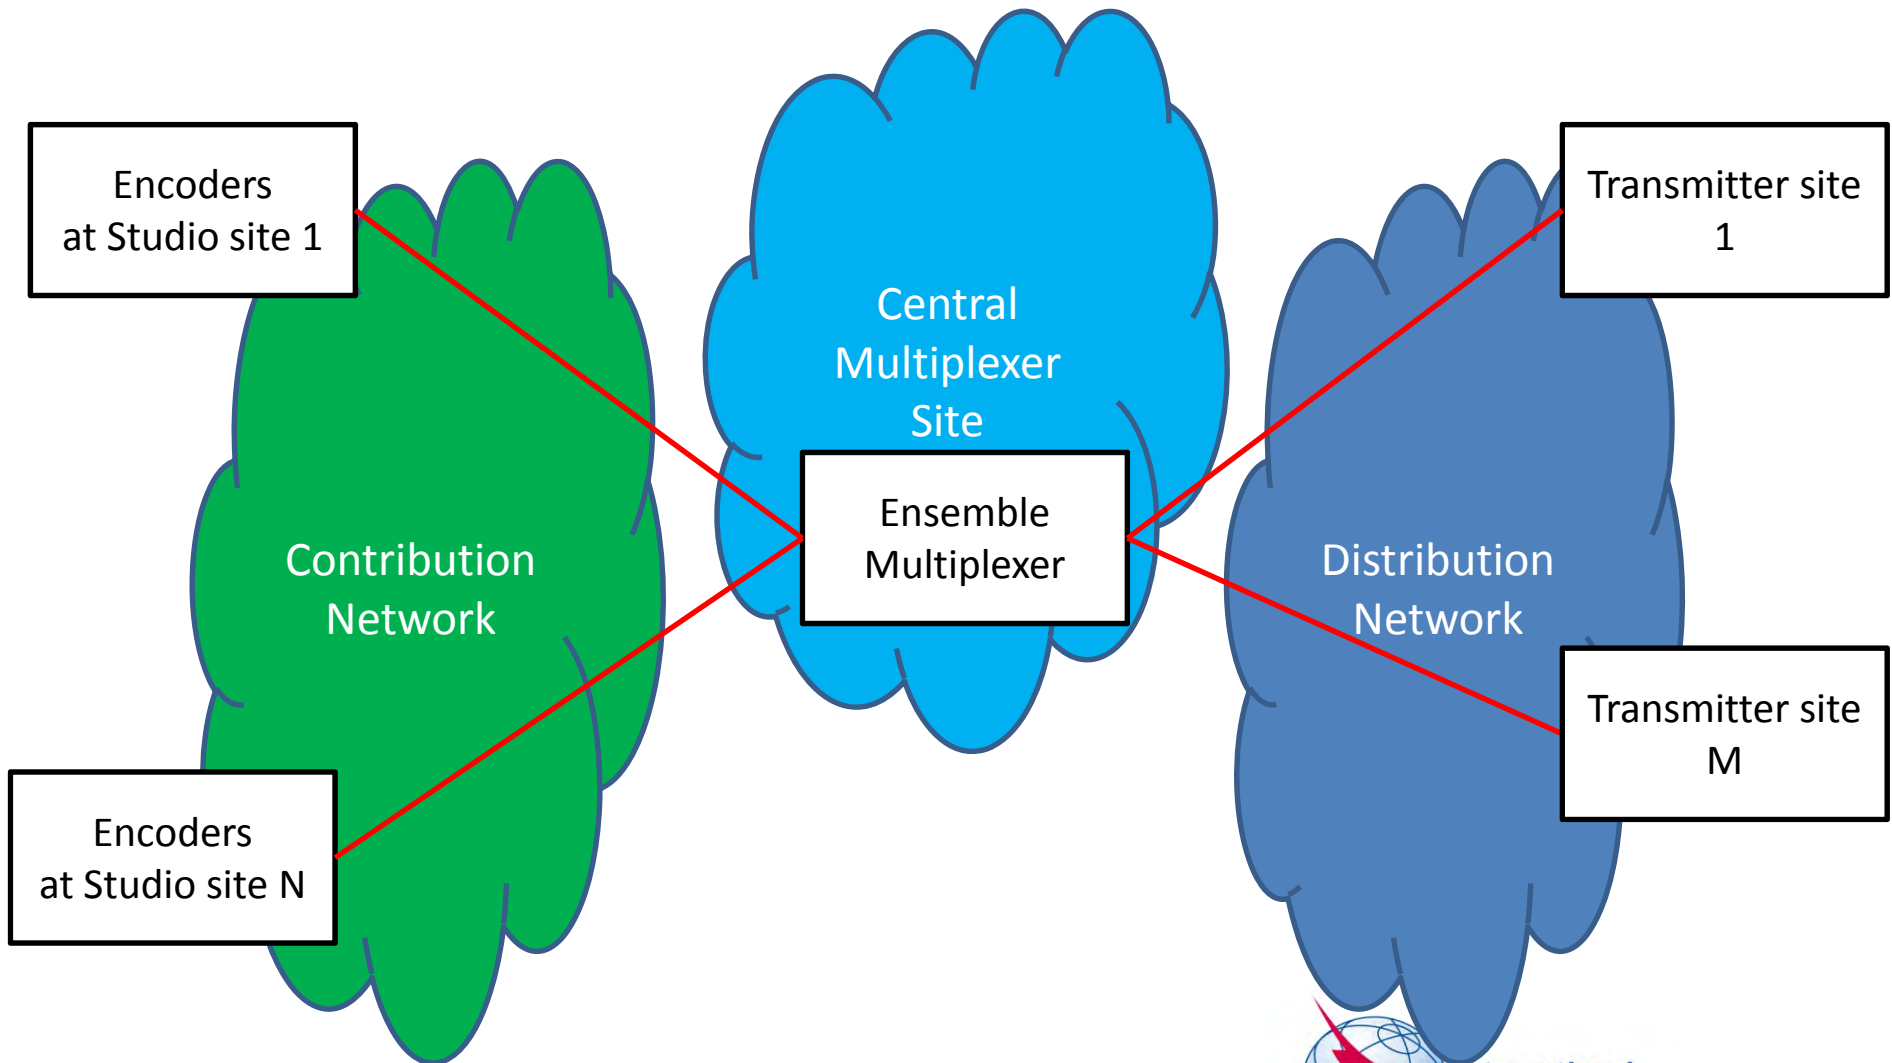 Encoders
at Studio site 1
Central
Multiplexer
Site
Transmitter site
1
Contribution
Network
Ensemble
Multiplexer
Distribution
Network
Encoders
at Studio site N
Transmitter site
M